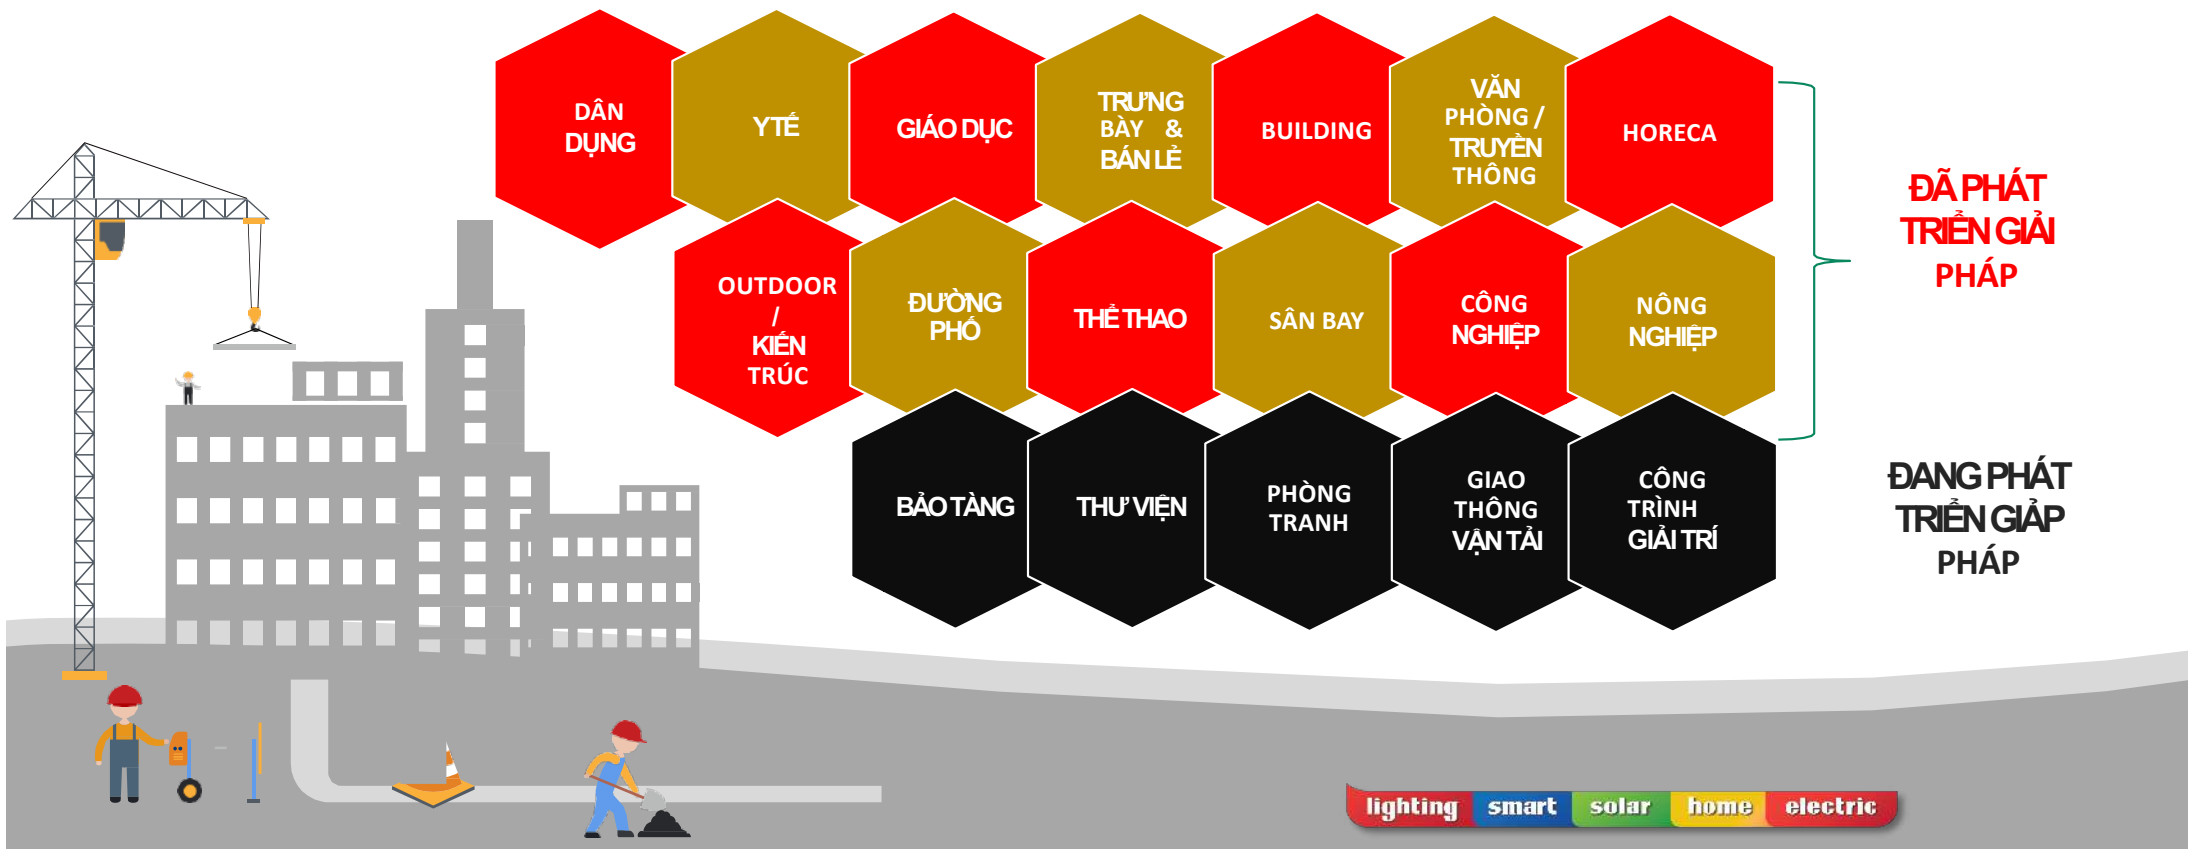 DÂN
DỤNG
Y TẾ
GIÁO DỤC
TRƯNG
BÀY &
BÁN LẺ
BUILDING
VĂN
PHÒNG /
TRUYỀN
THÔNG
HORECA
ĐÃ PHÁT
TRIỂN GIẢI
PHÁP
OUTDOOR
/
KIẾN
TRÚC
ĐƯỜNG
PHỐ
THỂ THAO
SÂN BAY
CÔNG
NGHIỆP
NÔNG
NGHIỆP
BẢO TÀNG
THƯ VIỆN
PHÒNG
TRANH
GIAO
THÔNG
VẬN TẢI
CÔNG
TRÌNH
GIẢI TRÍ
ĐANG PHÁT
TRIỂN GIẢP
PHÁP
lighting smart solar home electric